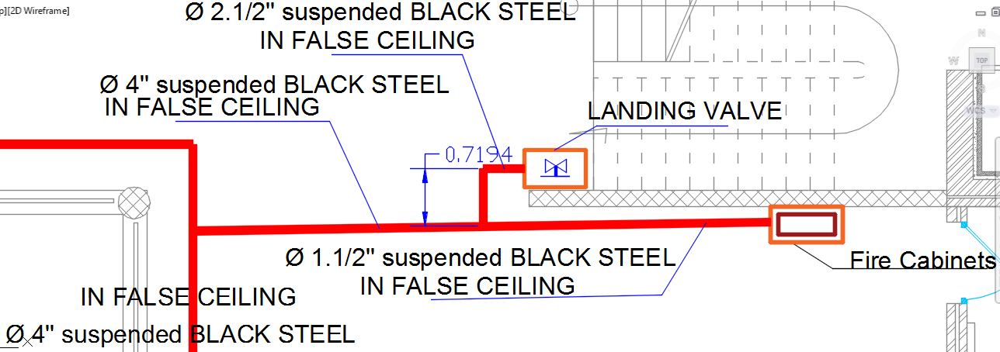 p][2D Wireframe]
Ø 2.1/2" suspended BLACK STEEL
IN FALSE CEILING
N
W
TOP
S
WCS
Ø 4" suspended BLACK STEEL
IN FALSE CEILING
LANDING VALVE
0.7194
Ø 1.1/2" suspended BLACK STEEL
IN FALSE CEILING
Fire Cabinets
IN FALSE CEILING
Ø 4" suspended BLACK STEEL